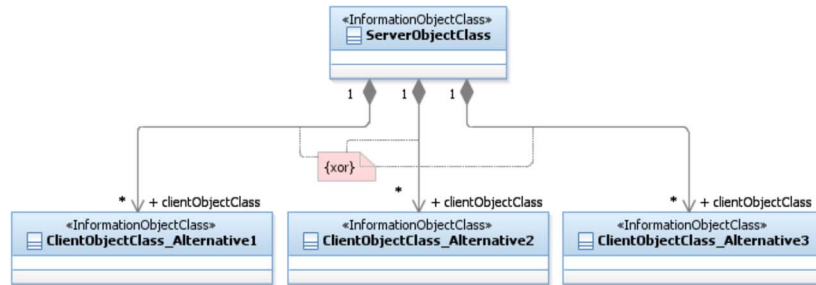 «InformationObjectClass»
ServerObjectClass
1 1 1
{xor}
* + clientObjectClass * + clientObjectClass * + clientObjectClass
«InformationObjectClass» «InformationObjectClass» «InformationObjectClass»
ClientObjectClass_Alternative1 ClientObjectClass_Alternative2 ClientObjectClass_Alternative3